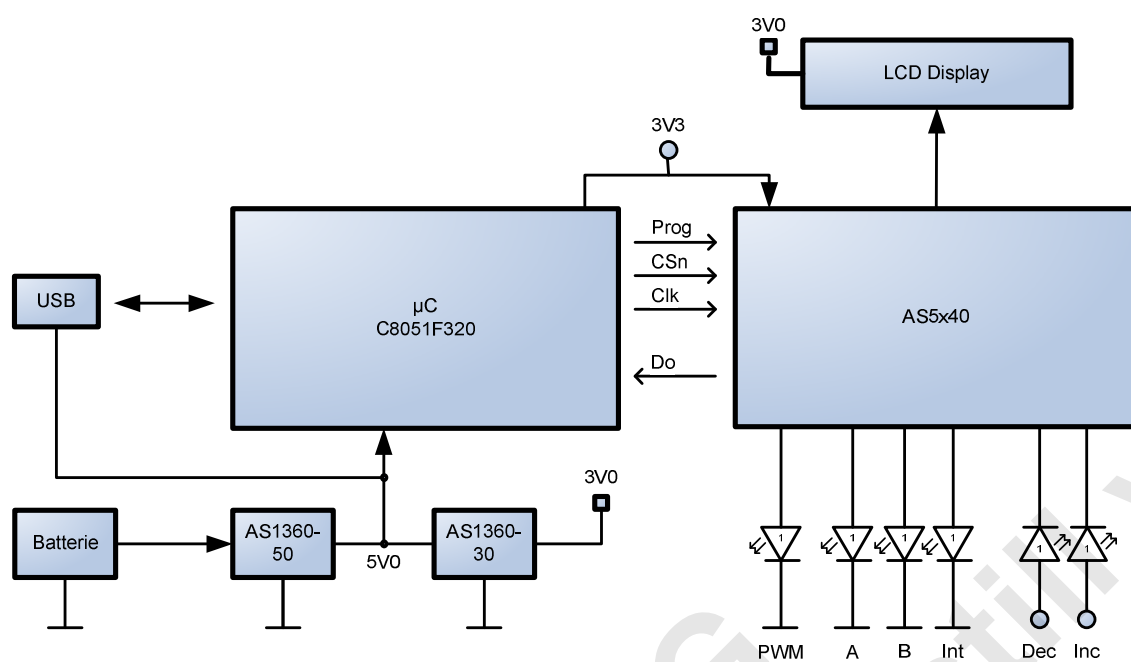 3V0
LCD Display
3V3
Prog
CSn
Clk
Do
USB
µC
C8051F320
AS5x40
3V0
Batterie
AS1360-
50
5V0
AS1360-
30
1
1
1
1
1
1
PWM
A
B
Int
Dec
Inc